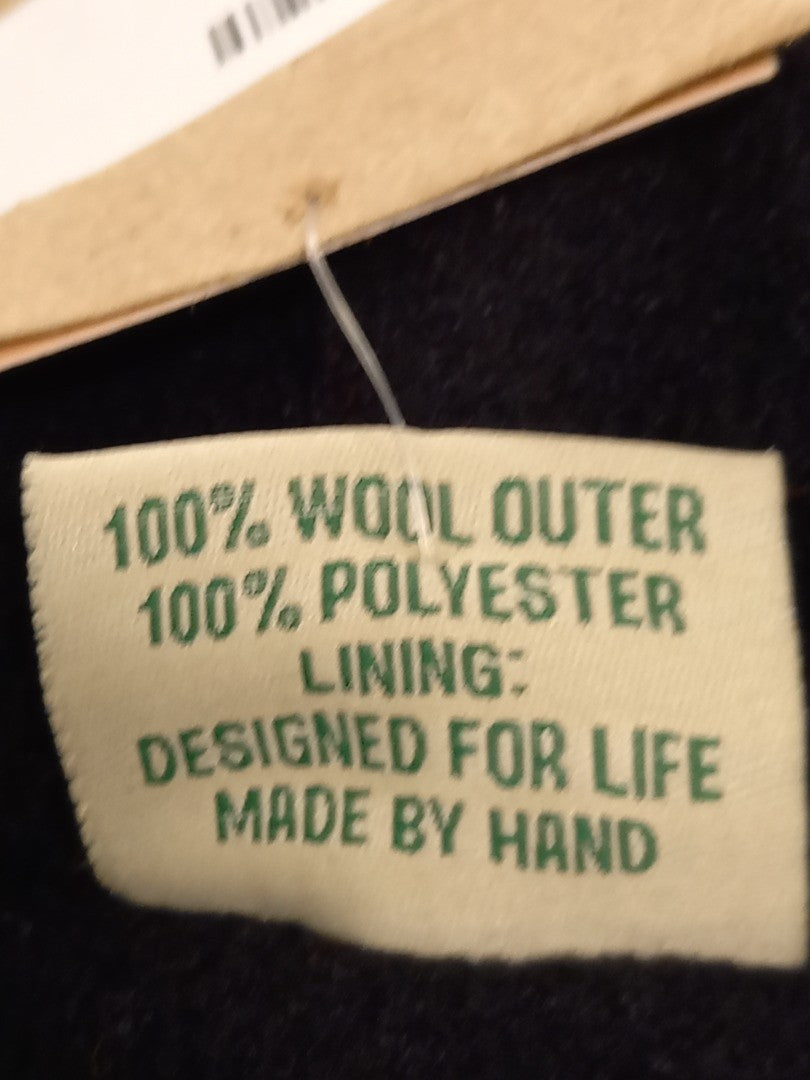 100% WOOL OUTER
100% POLYESTER
LINING:
DESIGNED FOR LIFE
MADE BY HAND